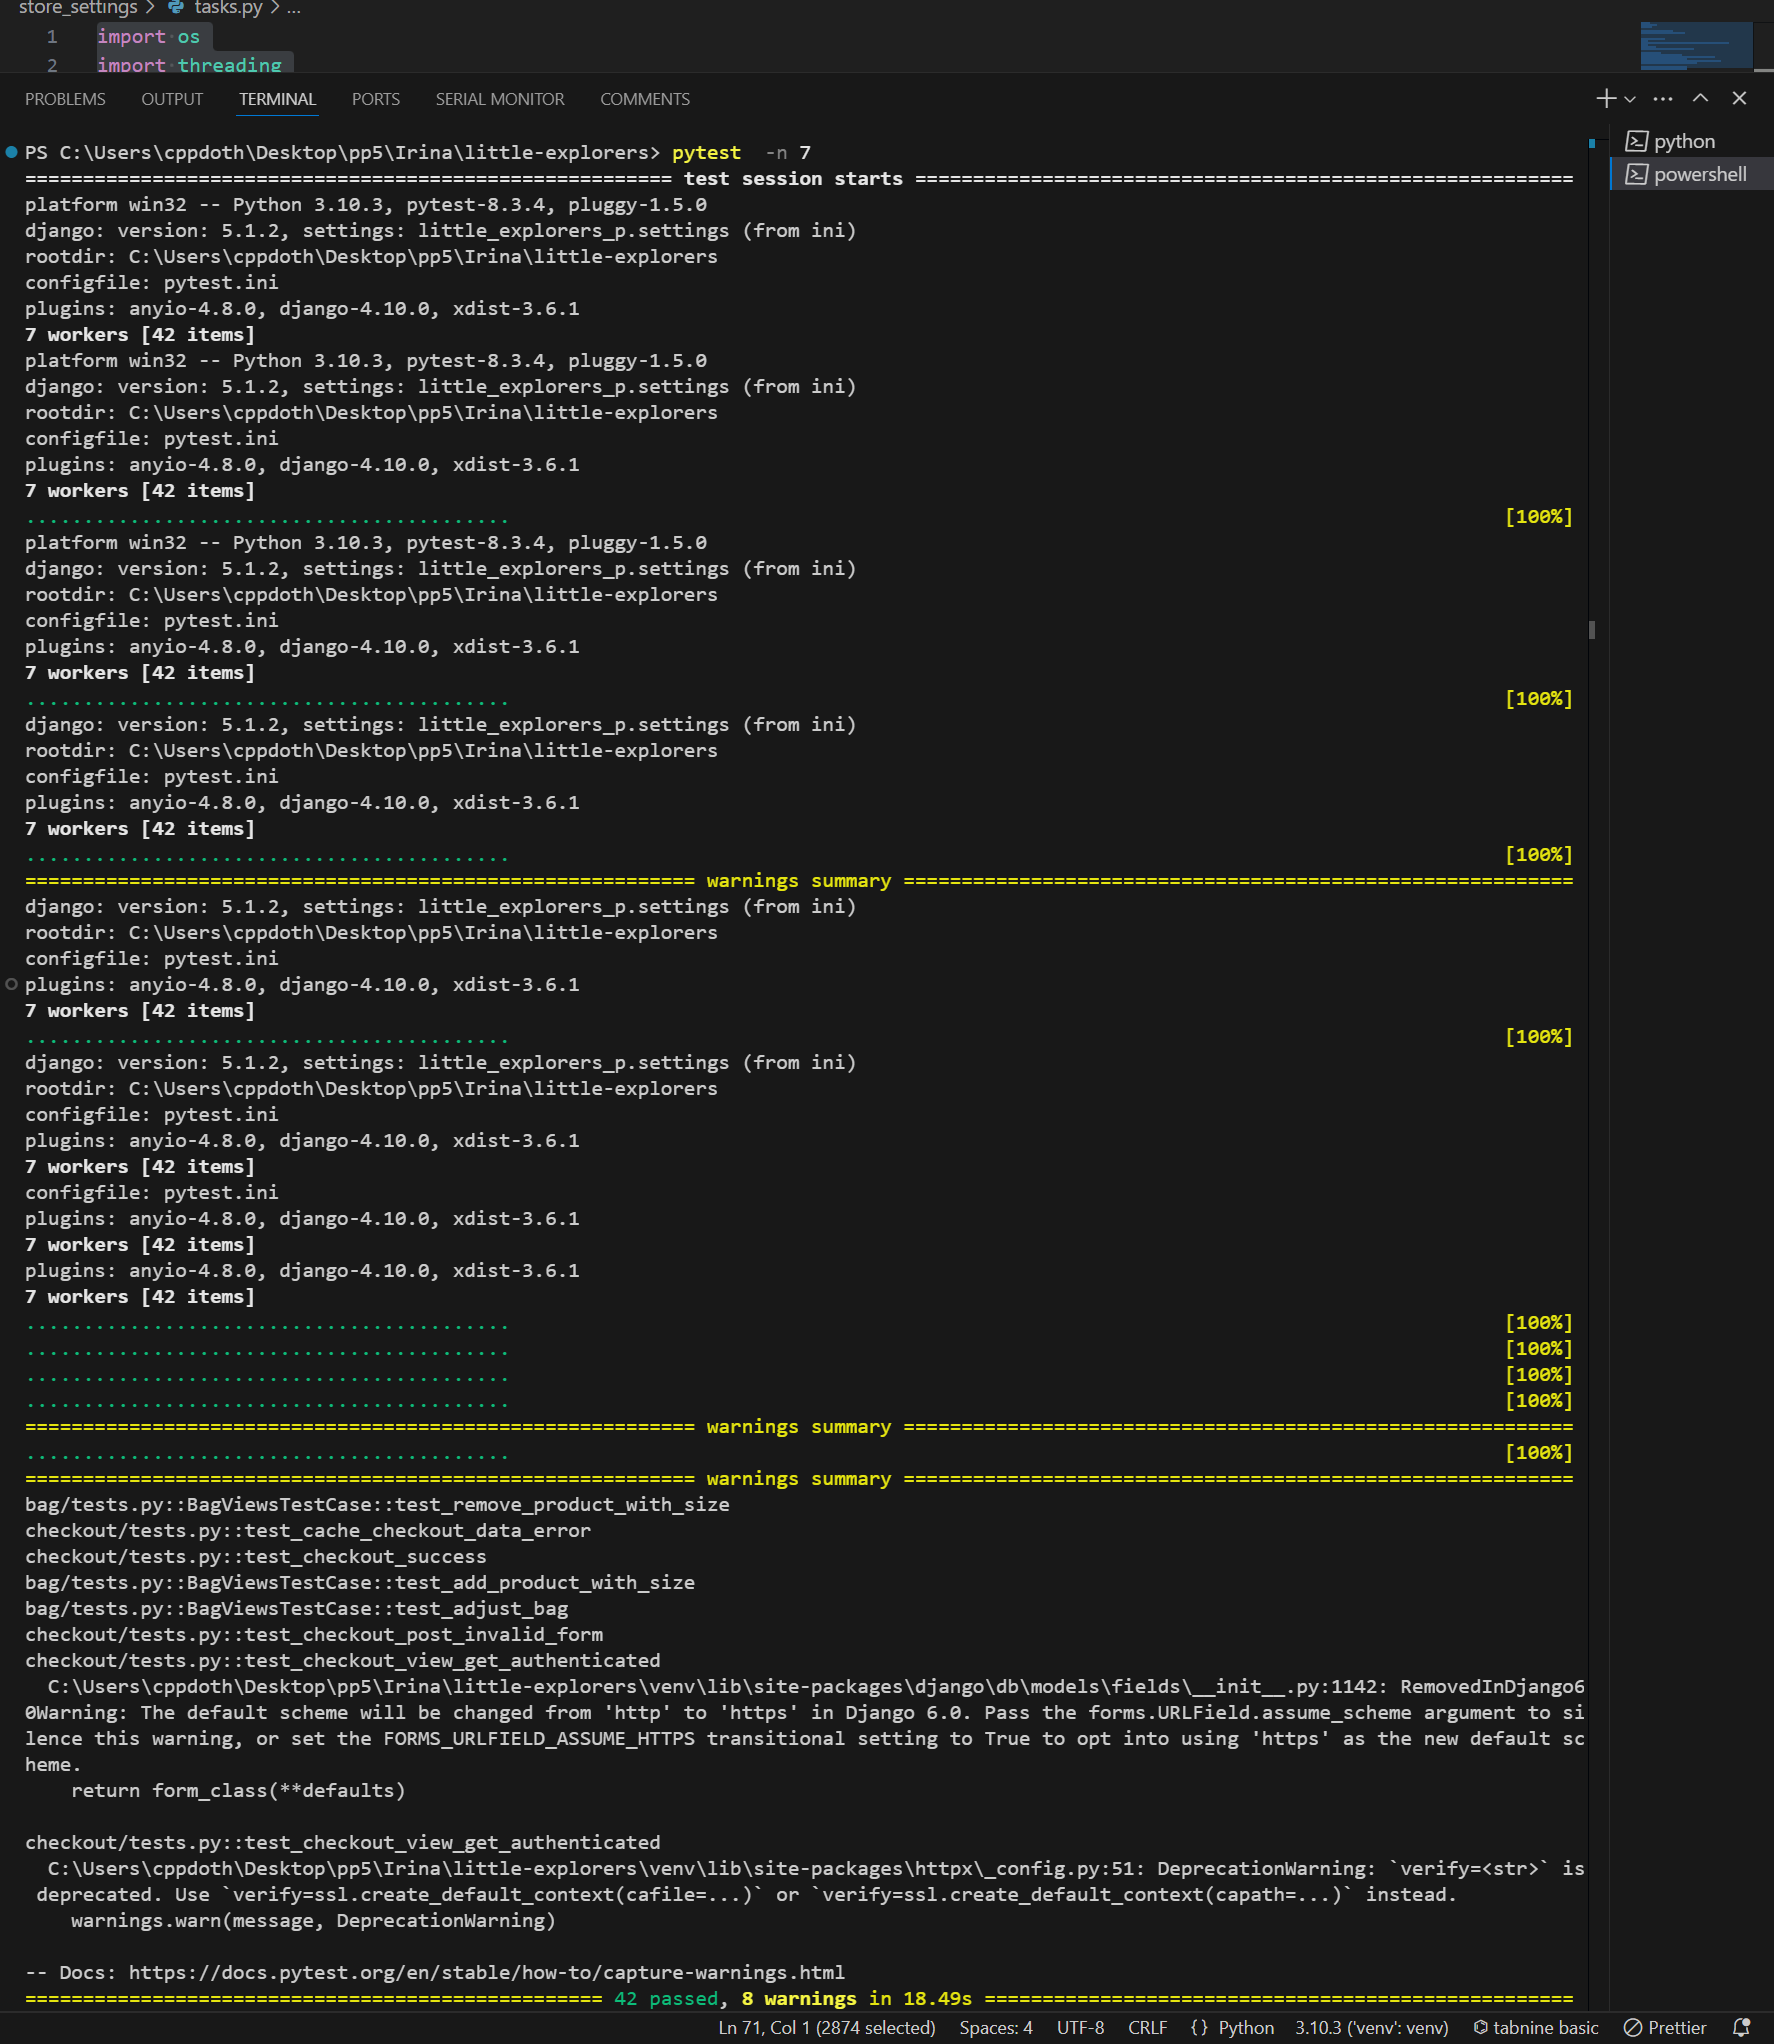 store_settings > tasks.py > ...
1 import os
2 import threading
PROBLEMS OUTPUT TERMINAL PORTS SERIAL MONITOR COMMENTS
python
powershell
PS C:\Users\cppdoth\Desktop\pp5\Irina\little-explorers> pytest  -n 7
======================================================== test session starts =========================================================
platform win32 -- Python 3.10.3, pytest-8.3.4, pluggy-1.5.0
django: version: 5.1.2, settings: little_explorers_p.settings (from ini)
rootdir: C:\Users\cppdoth\Desktop\pp5\Irina\little-explorers
configfile: pytest.ini
plugins: anyio-4.8.0, django-4.10.0, xdist-3.6.1
7 workers [42 items]
platform win32 -- Python 3.10.3, pytest-8.3.4, pluggy-1.5.0
django: version: 5.1.2, settings: little_explorers_p.settings (from ini)
rootdir: C:\Users\cppdoth\Desktop\pp5\Irina\little-explorers
configfile: pytest.ini
plugins: anyio-4.8.0, django-4.10.0, xdist-3.6.1
7 workers [42 items]
.......................................... [100%]
platform win32 -- Python 3.10.3, pytest-8.3.4, pluggy-1.5.0
django: version: 5.1.2, settings: little_explorers_p.settings (from ini)
rootdir: C:\Users\cppdoth\Desktop\pp5\Irina\little-explorers
configfile: pytest.ini
plugins: anyio-4.8.0, django-4.10.0, xdist-3.6.1
7 workers [42 items]
.......................................... [100%]
django: version: 5.1.2, settings: little_explorers_p.settings (from ini)
rootdir: C:\Users\cppdoth\Desktop\pp5\Irina\little-explorers
configfile: pytest.ini
plugins: anyio-4.8.0, django-4.10.0, xdist-3.6.1
7 workers [42 items]
.......................................... [100%]
========================================================== warnings summary ==========================================================
django: version: 5.1.2, settings: little_explorers_p.settings (from ini)
rootdir: C:\Users\cppdoth\Desktop\pp5\Irina\little-explorers
configfile: pytest.ini
plugins: anyio-4.8.0, django-4.10.0, xdist-3.6.1
7 workers [42 items]
.......................................... [100%]
django: version: 5.1.2, settings: little_explorers_p.settings (from ini)
rootdir: C:\Users\cppdoth\Desktop\pp5\Irina\little-explorers
configfile: pytest.ini
plugins: anyio-4.8.0, django-4.10.0, xdist-3.6.1
7 workers [42 items]
configfile: pytest.ini
plugins: anyio-4.8.0, django-4.10.0, xdist-3.6.1
7 workers [42 items]
plugins: anyio-4.8.0, django-4.10.0, xdist-3.6.1
7 workers [42 items]
.......................................... [100%]
.......................................... [100%]
.......................................... [100%]
.......................................... [100%]
========================================================== warnings summary ==========================================================
.......................................... [100%]
========================================================== warnings summary ==========================================================
bag/tests.py::BagViewsTestCase::test_remove_product_with_size
checkout/tests.py::test_cache_checkout_data_error
checkout/tests.py::test_checkout_success
bag/tests.py::BagViewsTestCase::test_add_product_with_size
bag/tests.py::BagViewsTestCase::test_adjust_bag
checkout/tests.py::test_checkout_post_invalid_form
checkout/tests.py::test_checkout_view_get_authenticated
C:\Users\cppdoth\Desktop\pp5\Irina\little-explorers\venv\lib\site-packages\django\db\models\fields\__init__.py:1142: RemovedInDjango6
0Warning: The default scheme will be changed from 'http' to 'https' in Django 6.0. Pass the forms.URLField.assume_scheme argument to si
lence this warning, or set the FORMS_URLFIELD_ASSUME_HTTPS transitional setting to True to opt into using 'https' as the new default sc
heme.
return form_class(**defaults)
checkout/tests.py::test_checkout_view_get_authenticated
C:\Users\cppdoth\Desktop\pp5\Irina\little-explorers\venv\lib\site-packages\httpx\_config.py:51: DeprecationWarning: `verify=<str>` is
deprecated. Use `verify=ssl.create_default_context(cafile=...)` or `verify=ssl.create_default_context(capath=...)` instead.
warnings.warn(message, DeprecationWarning)
-- Docs: https://docs.pytest.org/en/stable/how-to/capture-warnings.html
================================================== 42 passed, 8 warnings in 18.49s ===================================================
Ln 71, Col 1 (2874 selected) Spaces: 4 UTF-8 CRLF {} Python 3.10.3 ('venv': venv) tabnine basic Prettier